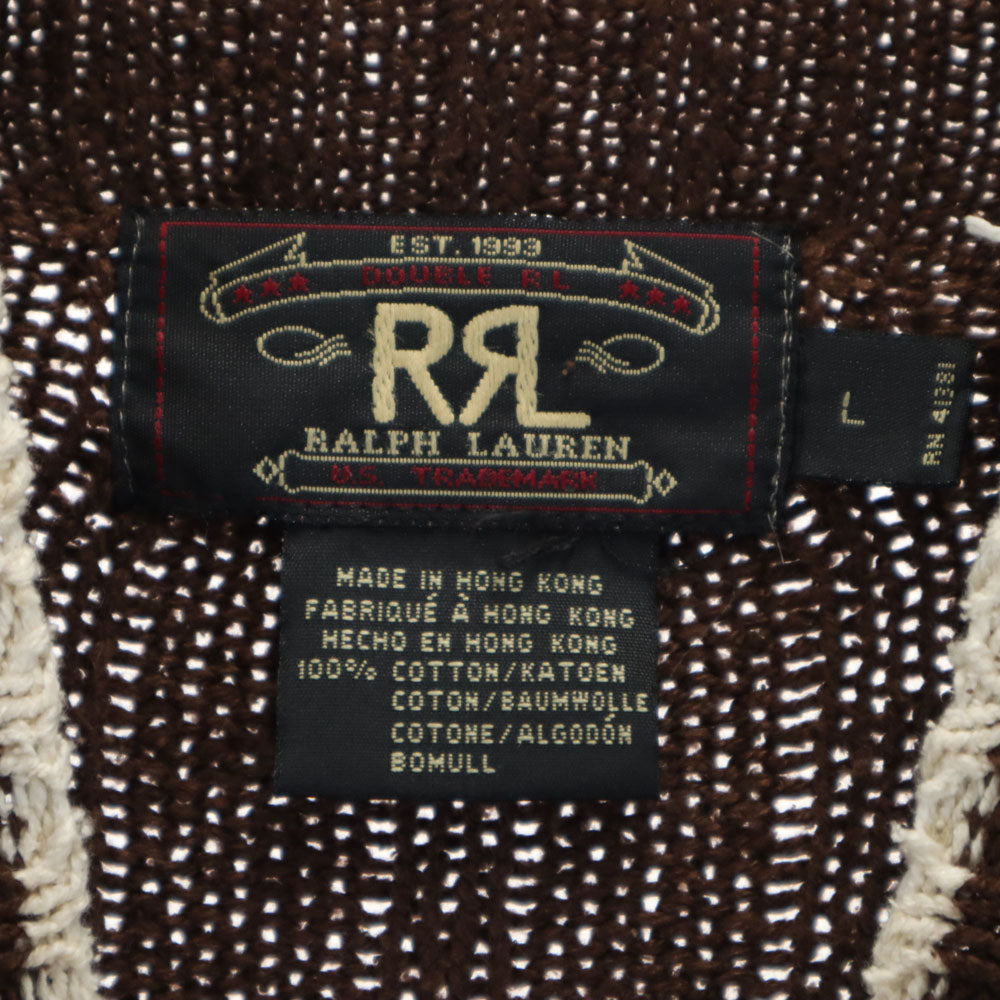 EST. 1993
DOUBLE RL
RRL
RALPH LAUREN
U.S. TRADEMARK
L
RN 41381
MADE IN HONG KONG
FABRIQUÉ À HONG KONG
HECHO EN HONG KONG
100% COTTON/KATOEN
COTON/BAUMWOLLE
COTONE/ALGODÓN
BOMULL